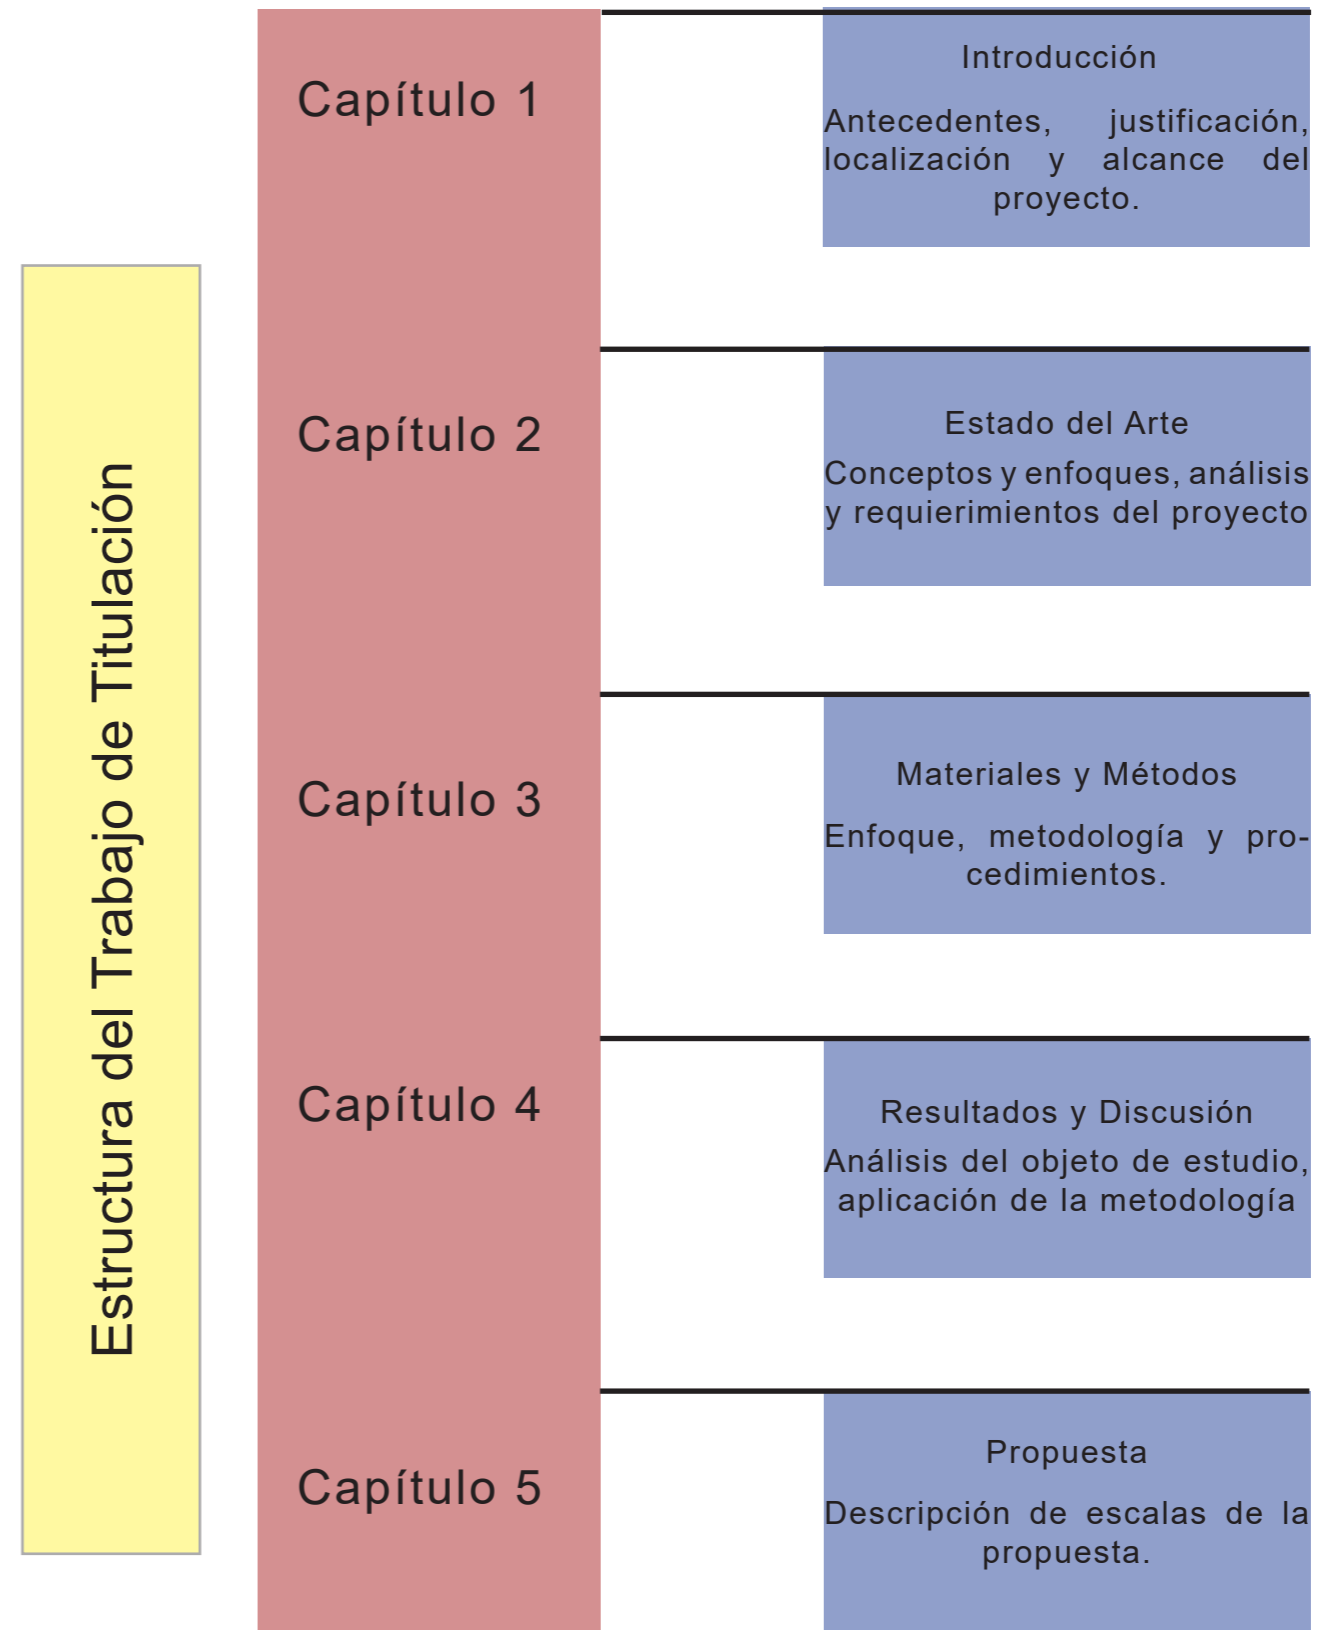 Estructura del Trabajo de Titulación
Capítulo 1
Introducción
Antecedentes, justificación,
localización y alcance del
proyecto.
Capítulo 2
Estado del Arte
Conceptos y enfoques, análisis
y requierimientos del proyecto
Capítulo 3
Materiales y Métodos
Enfoque, metodología y pro-
cedimientos.
Capítulo 4
Resultados y Discusión
Análisis del objeto de estudio,
aplicación de la metodología
Capítulo 5
Propuesta
Descripción de escalas de la
propuesta.